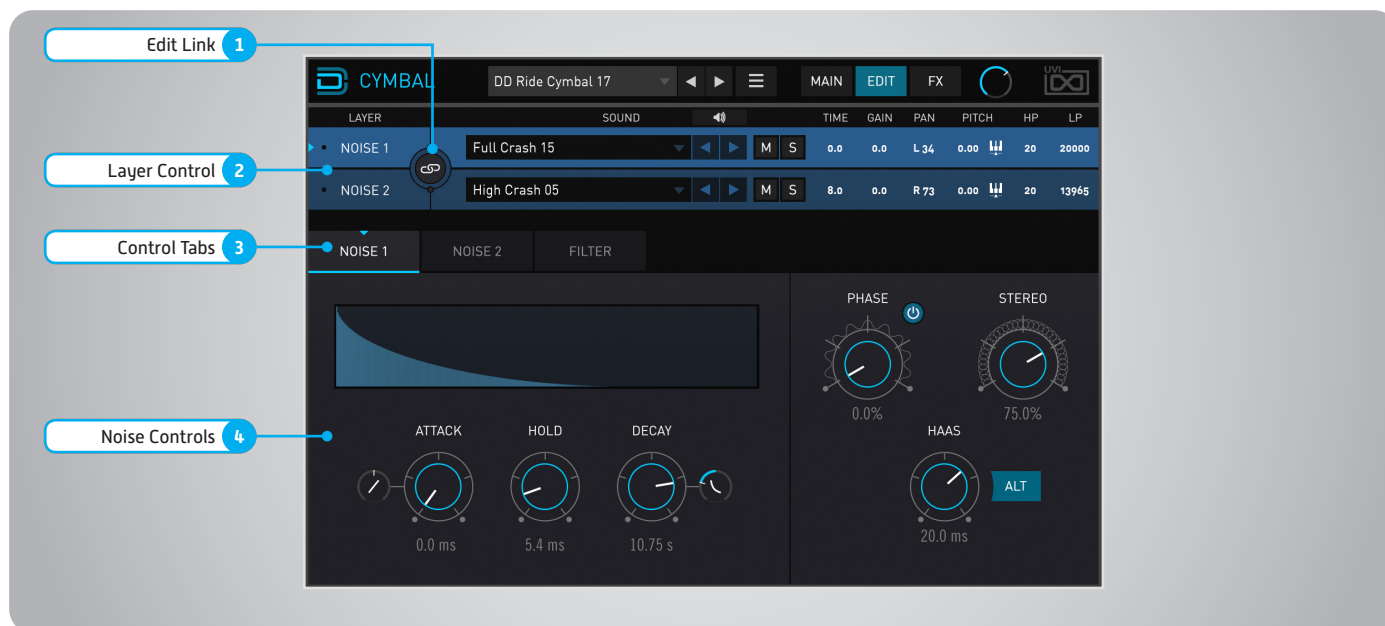 Edit Link 1
CYMBAL DD Ride Cymbal 17 MAIN EDIT FX UVI
LAYER SOUND TIME GAIN PAN PITCH HP LP
NOISE 1 Full Crash 15 M S 0.0 0.0 L 34 0.00 20 20000
Layer Control 2
NOISE 2 High Crash 05 M S 8.0 0.0 R 73 0.00 20 13965
Control Tabs 3
NOISE 1 NOISE 2 FILTER
PHASE STEREO
0.0% 75.0%
Noise Controls 4
ATTACK HOLD DECAY HAAS
ALT
0.0 ms 5.4 ms 10.75 s 20.0 ms